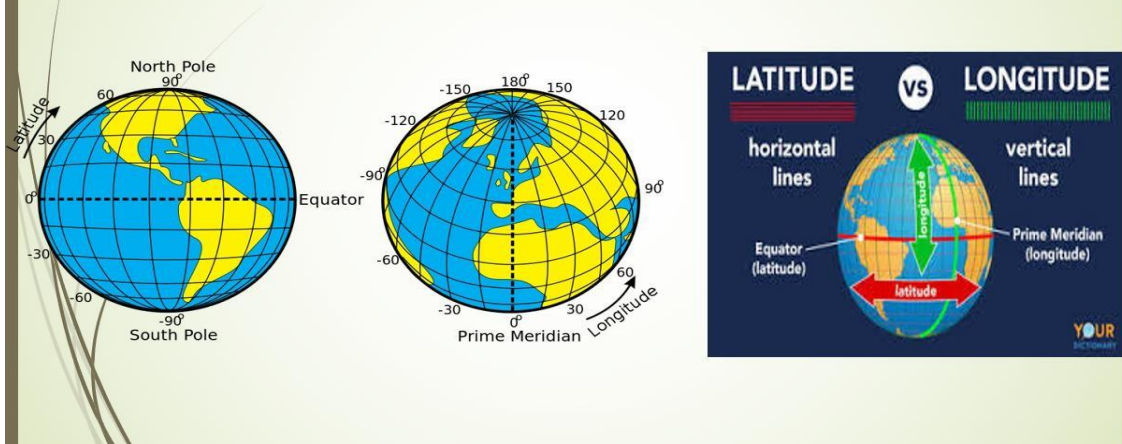 North Pole
90°
60
Latitude
30
0°
Equator
-30
-60
-90°
South Pole
180°
-150
150
-120
120
-90°
90°
-60
60
-30
30
0°
Longitude
Prime Meridian
LATITUDE
VS
LONGITUDE
horizontal
lines
vertical
lines
longitude
Equator
(latitude)
Prime Meridian
(longitude)
latitude
YOUR
DICTIONARY